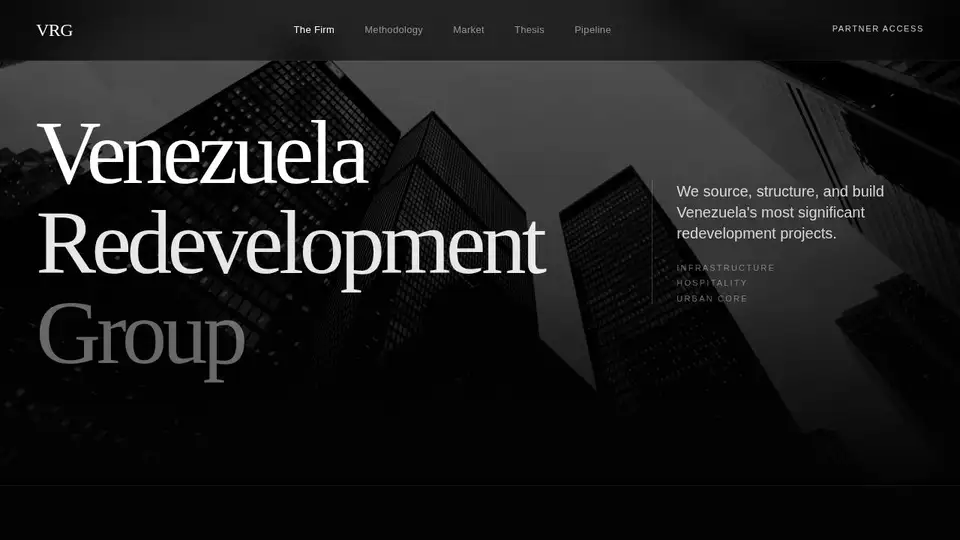 VRG
The Firm
Methodology
Market
Thesis
Pipeline
PARTNER ACCESS
Venezuela
Redevelopment
Group
We source, structure, and build
Venezuela's most significant
redevelopment projects.
INFRASTRUCTURE
HOSPITALITY
URBAN CORE